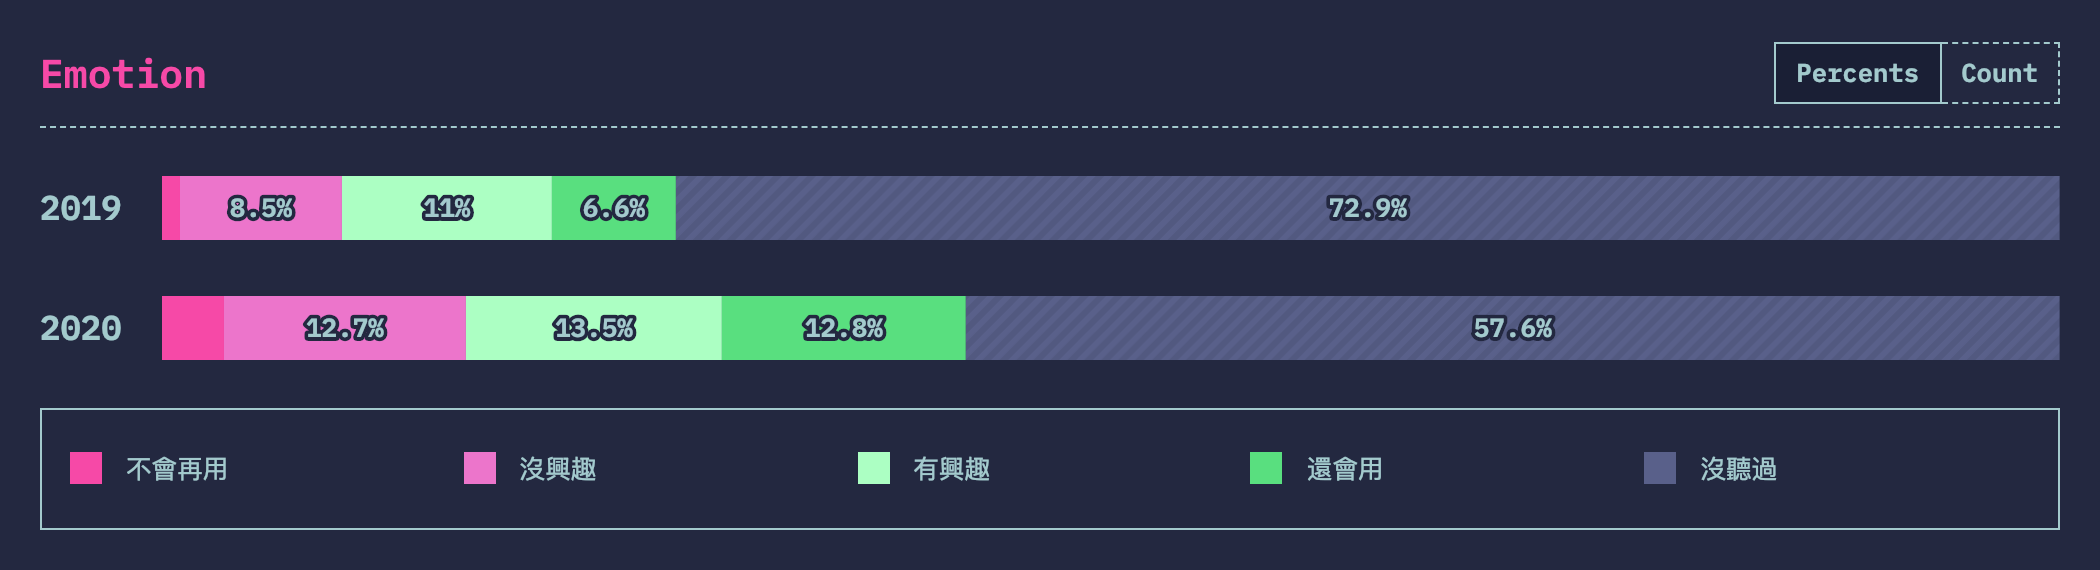 Emotion
Percents Count
2019 8.5% 11% 6.6% 72.9%
2020 12.7% 13.5% 12.8% 57.6%
不會再用 沒興趣 有興趣 還會用 沒聽過